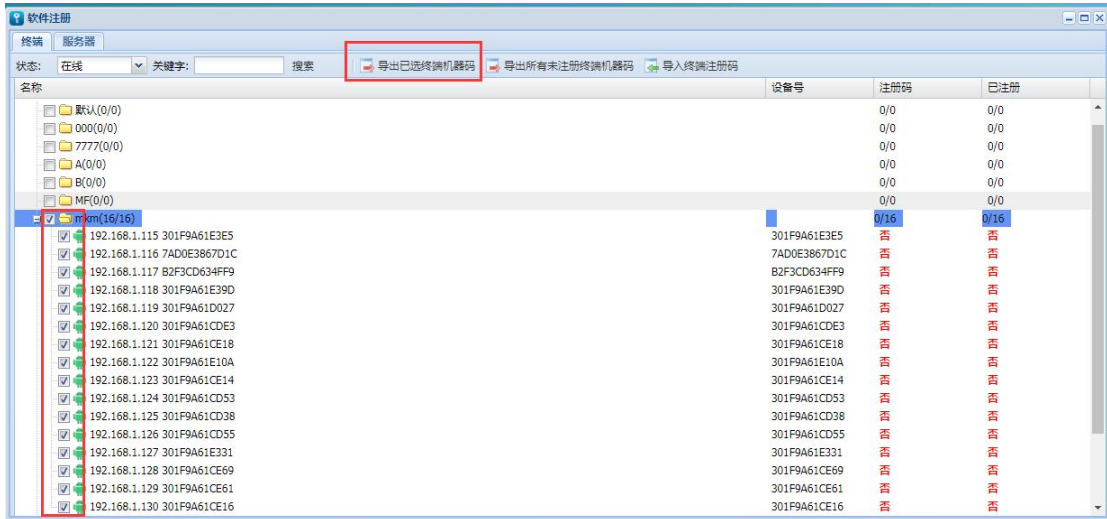 软件注册
终端 服务器
状态: 在线 关键字: 搜索 导出已选终端机器码 导出所有未注册终端机器码 导入终端注册码
名称 设备号 注册码 已注册
默认(0/0) 0/0 0/0
000(0/0) 0/0 0/0
7777(0/0) 0/0 0/0
A(0/0) 0/0 0/0
B(0/0) 0/0 0/0
MF(0/0) 0/0 0/0
mkm(16/16) 0/16 0/16
192.168.1.115 301F9A61E3E5 301F9A61E3E5 否 否
192.168.1.116 7AD0E3867D1C 7AD0E3867D1C 否 否
192.168.1.117 B2F3CD634FF9 B2F3CD634FF9 否 否
192.168.1.118 301F9A61E39D 301F9A61E39D 否 否
192.168.1.119 301F9A61D027 301F9A61D027 否 否
192.168.1.120 301F9A61CDE3 301F9A61CDE3 否 否
192.168.1.121 301F9A61CE18 301F9A61CE18 否 否
192.168.1.122 301F9A61E10A 301F9A61E10A 否 否
192.168.1.123 301F9A61CE14 301F9A61CE14 否 否
192.168.1.124 301F9A61CD53 301F9A61CD53 否 否
192.168.1.125 301F9A61CD38 301F9A61CD38 否 否
192.168.1.126 301F9A61CD55 301F9A61CD55 否 否
192.168.1.127 301F9A61E331 301F9A61E331 否 否
192.168.1.128 301F9A61CE69 301F9A61CE69 否 否
192.168.1.129 301F9A61CE61 301F9A61CE61 否 否
192.168.1.130 301F9A61CE16 301F9A61CE16 否 否